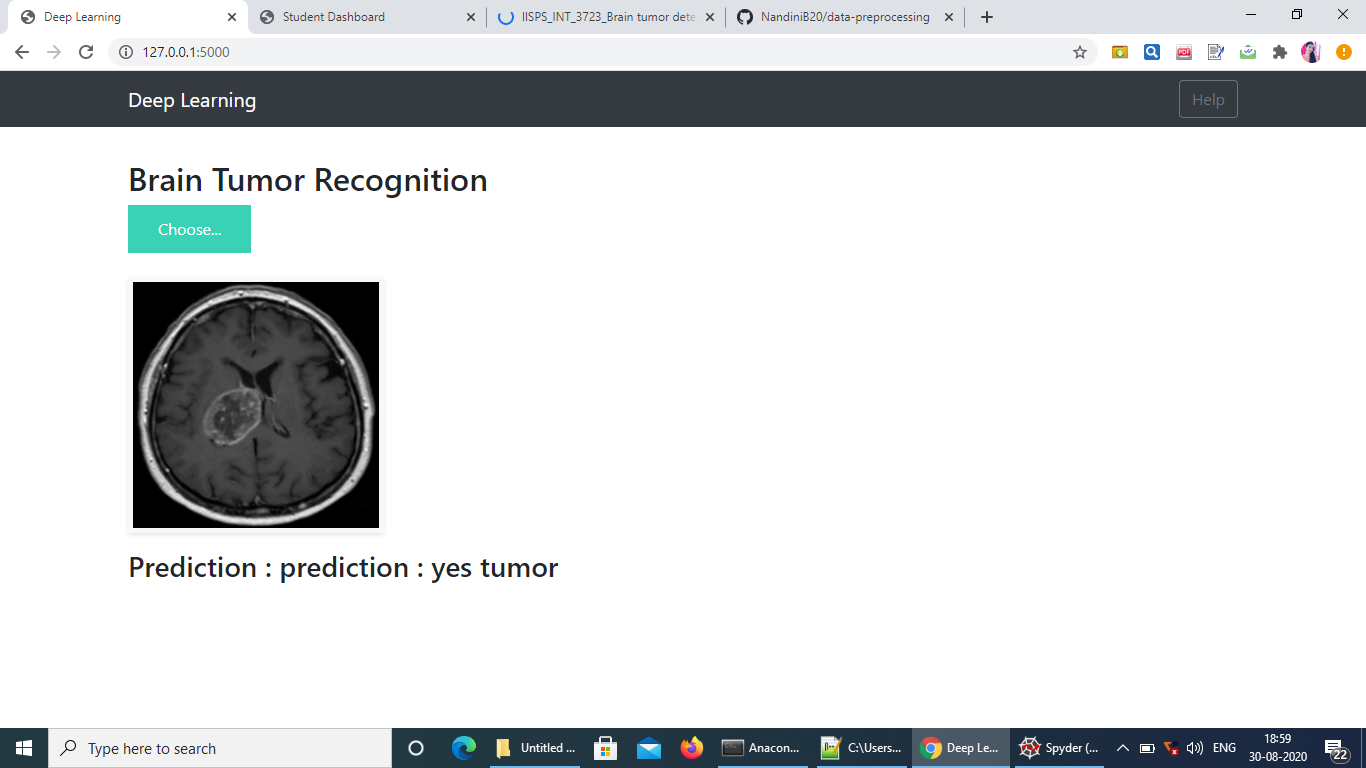 Deep Learning
Student Dashboard
IISPS_INT_3723_Brain tumor dete
NandiniB20/data-preprocessing
127.0.0.1:5000
PDF
Deep Learning
Help
Brain Tumor Recognition
Choose...
Prediction : prediction : yes tumor
Type here to search
Untitled ...
Anacon...
C:\Users...
Deep Le...
Spyder (...
ENG
18:59
30-08-2020
22